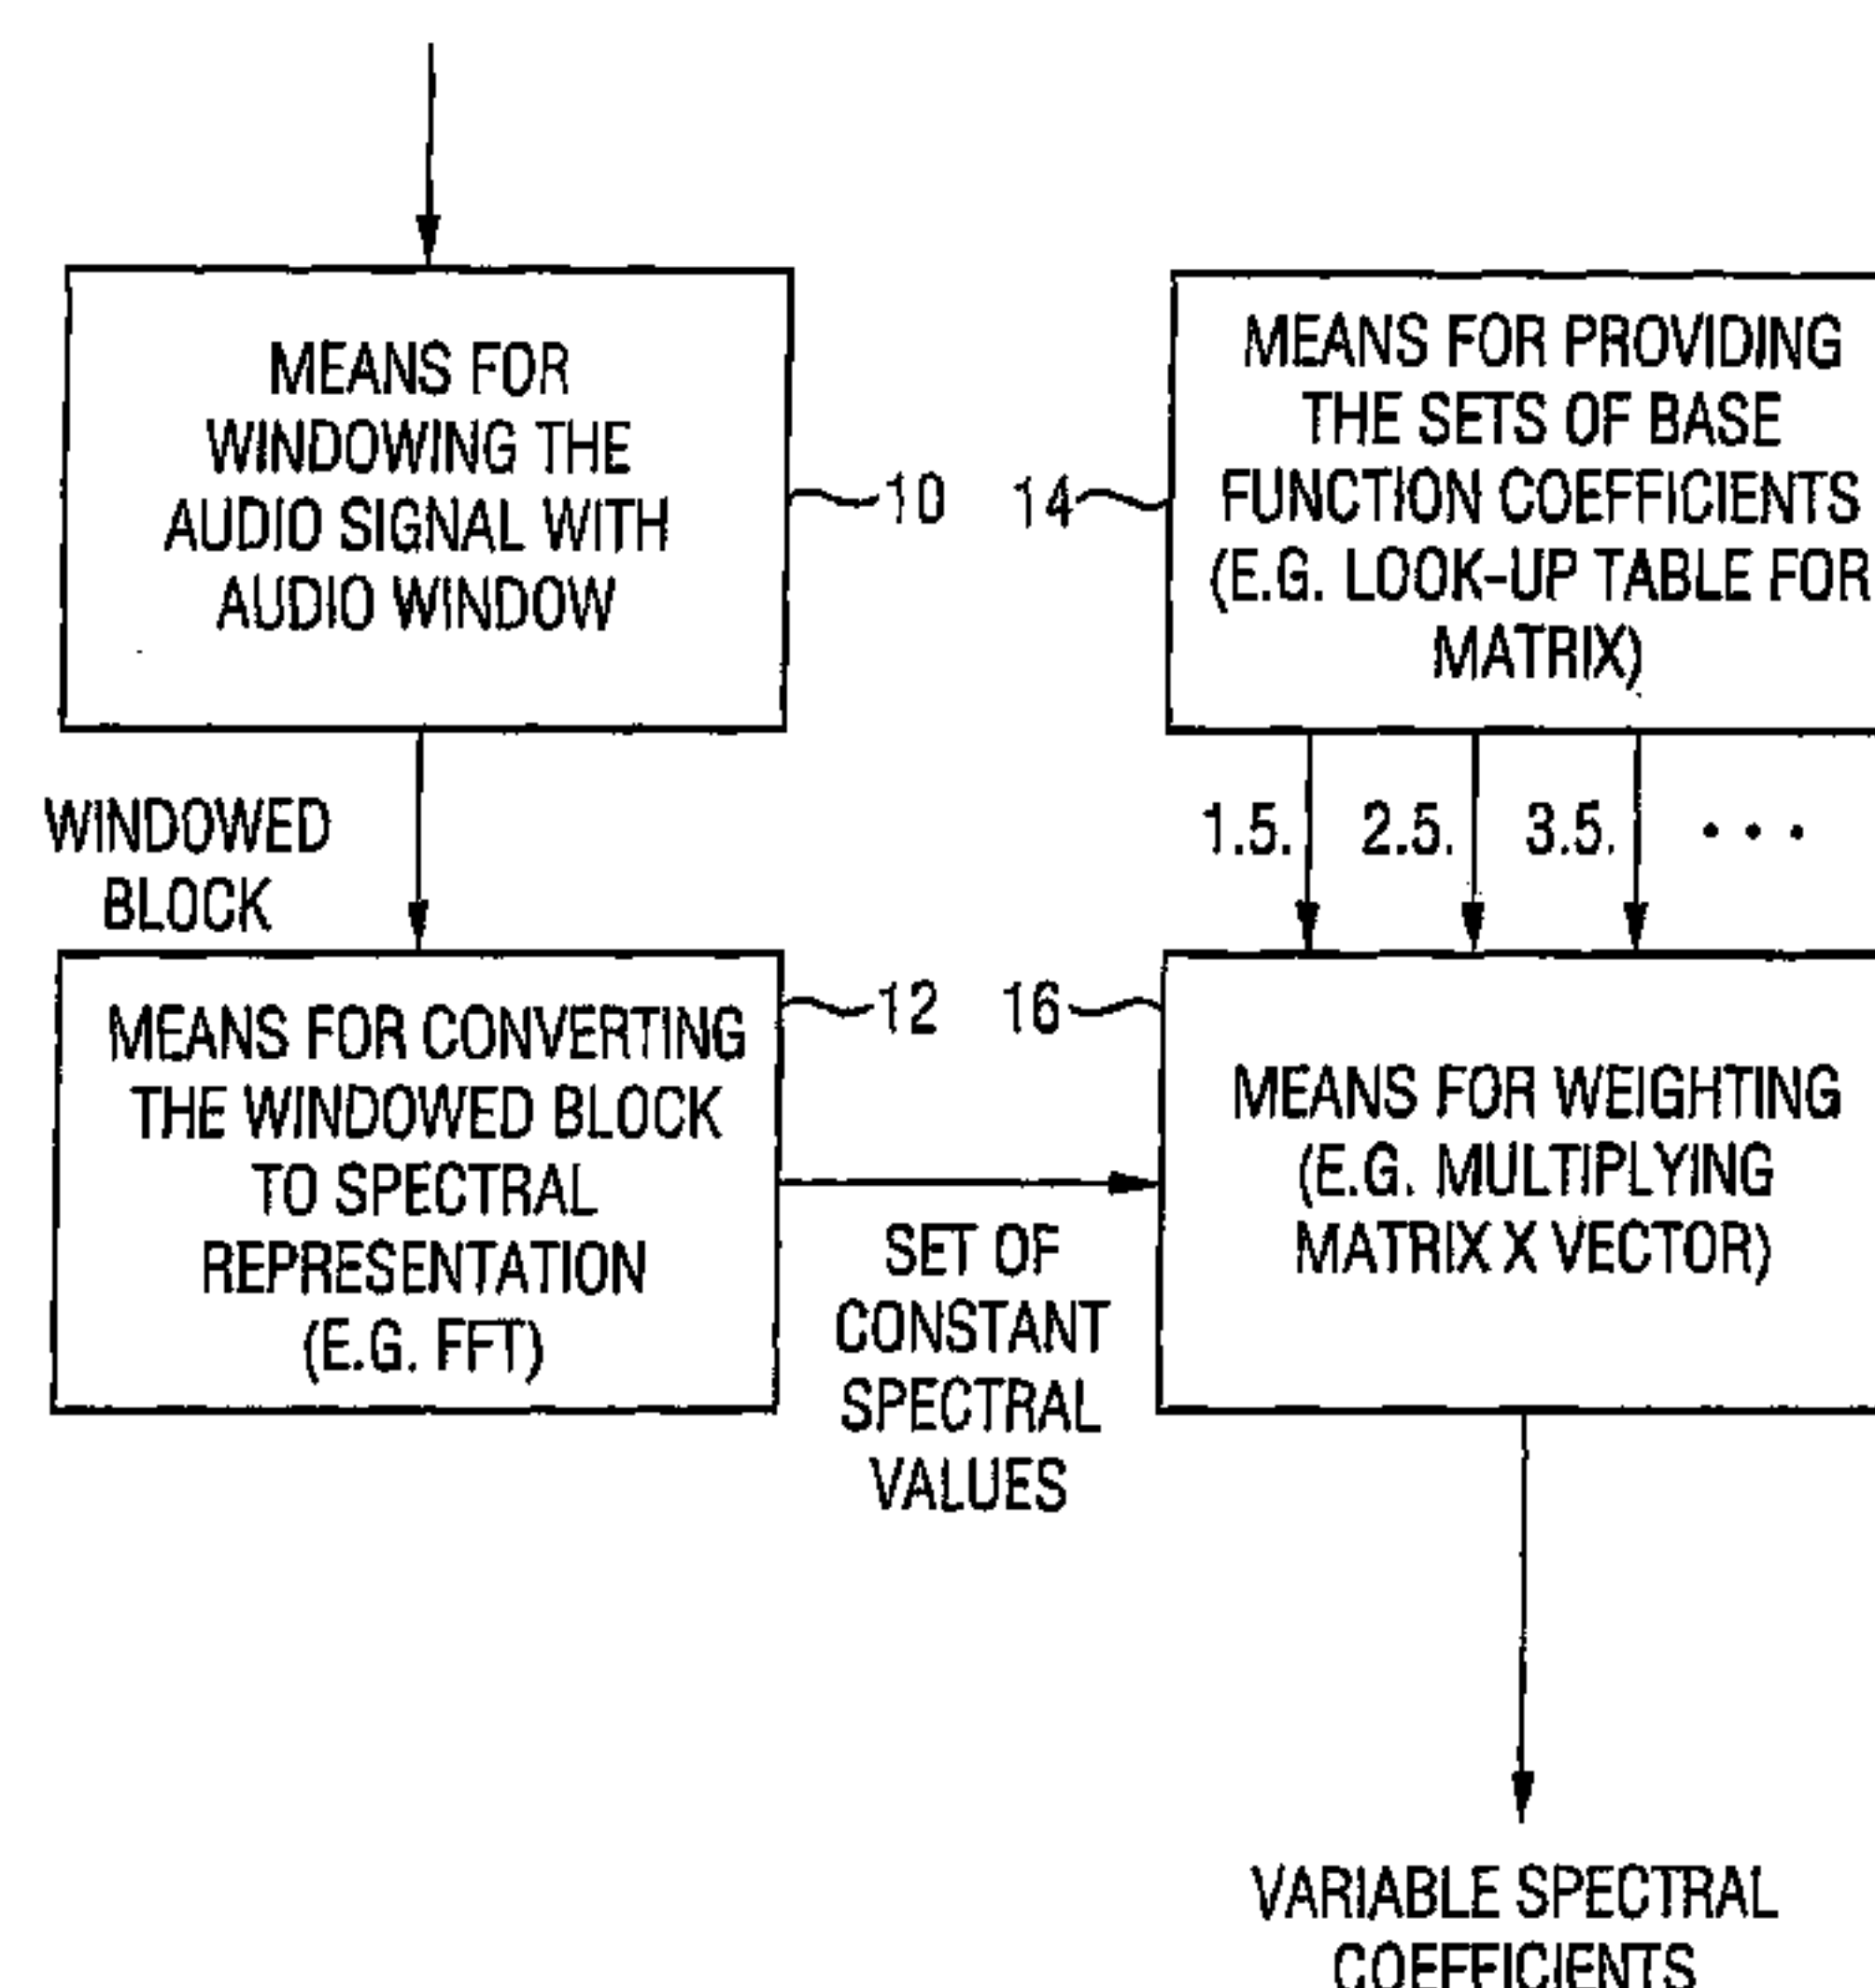 MEANS FOR
WINDOWING THE
AUDIO SIGNAL WITH
AUDIO WINDOW
10
14
MEANS FOR PROVIDING
THE SETS OF BASE
FUNCTION COEFFICIENTS
(E.G. LOOK-UP TABLE FOR
MATRIX)
WINDOWED
BLOCK
1.5. 2.5. 3.5. • • •
MEANS FOR CONVERTING
THE WINDOWED BLOCK
TO SPECTRAL
REPRESENTATION
(E.G. FFT)
12
16
MEANS FOR WEIGHTING
(E.G. MULTIPLYING
MATRIX X VECTOR)
SET OF
CONSTANT
SPECTRAL
VALUES
VARIABLE SPECTRAL
COEFFICIENTS